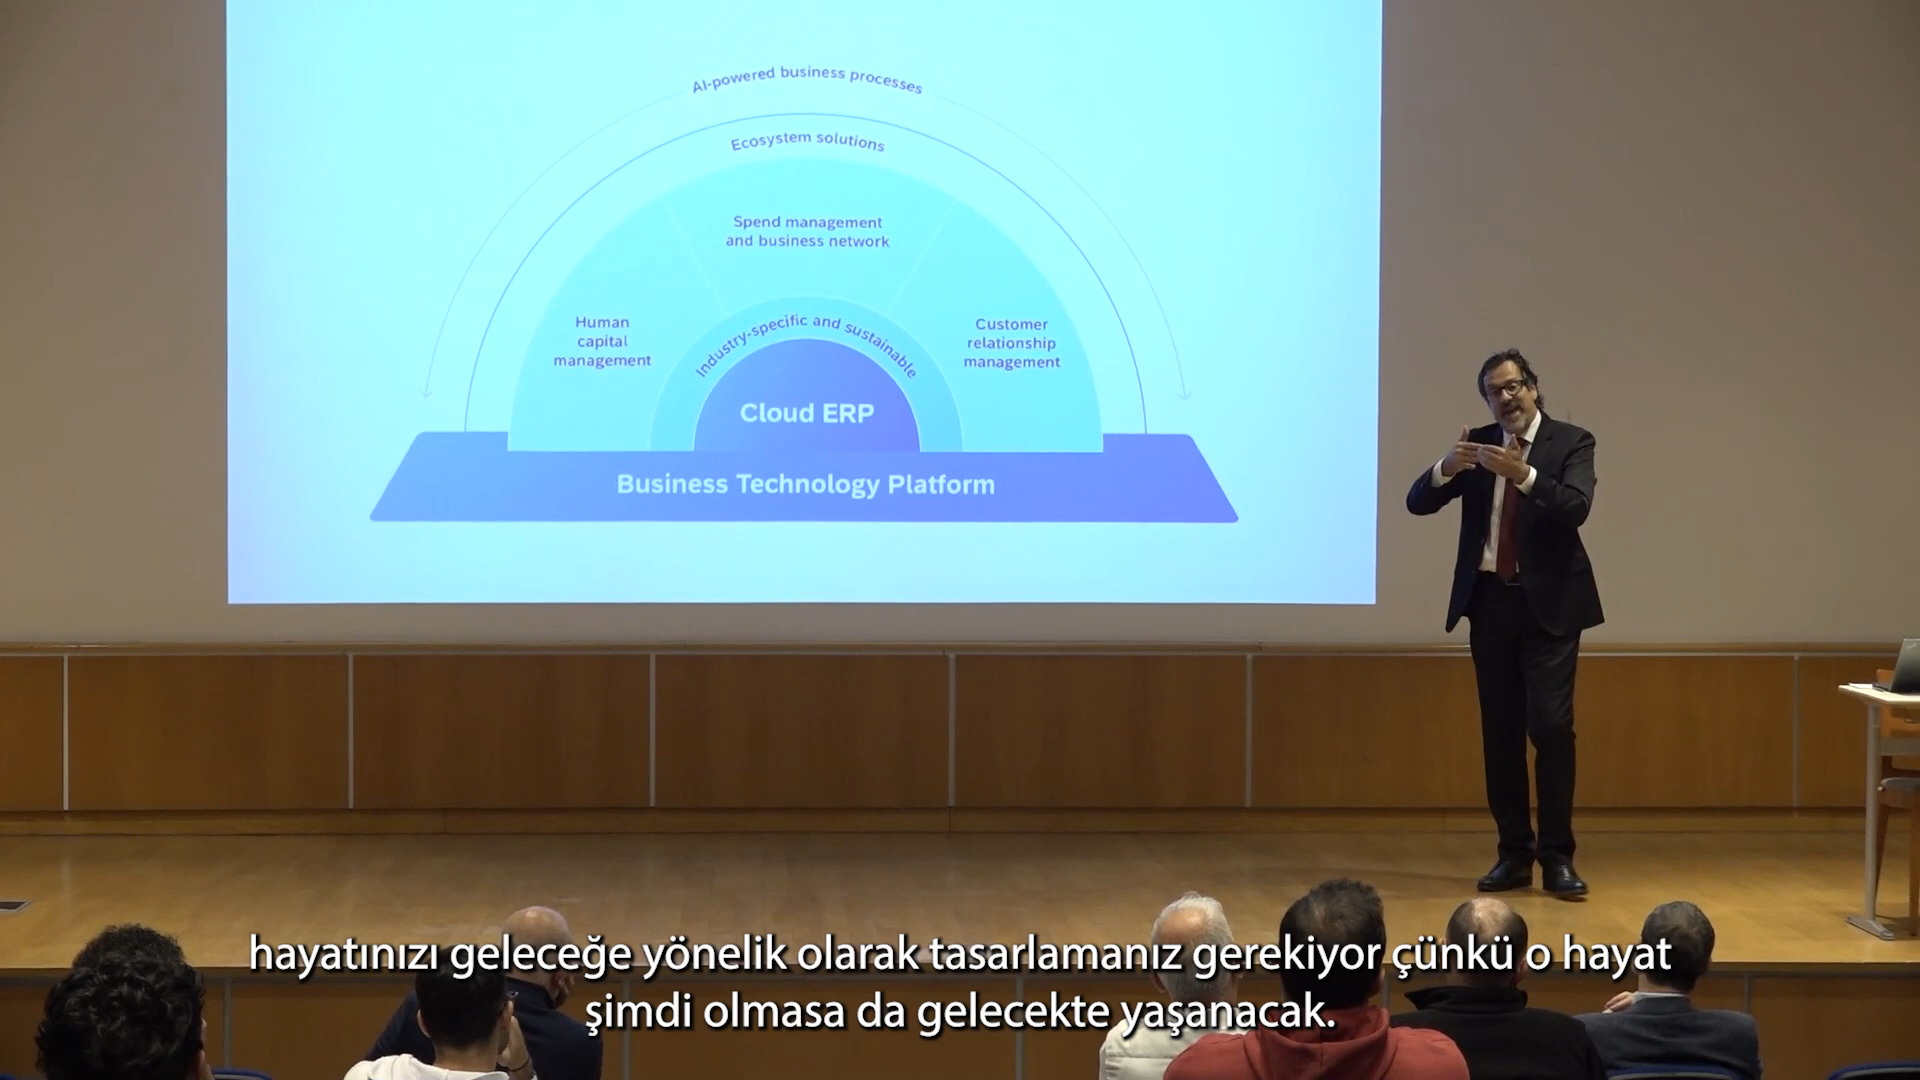 AI-powered business processes
Ecosystem solutions
Spend management
and business network
Human
capital
management
Industry-specific and sustainable
Customer
relationship
management
Cloud ERP
Business Technology Platform
hayatınızı geleceğe yönelik olarak tasarlamanız gerekiyor çünkü o hayat
şimdi olmasa da gelecekte yaşanacak.